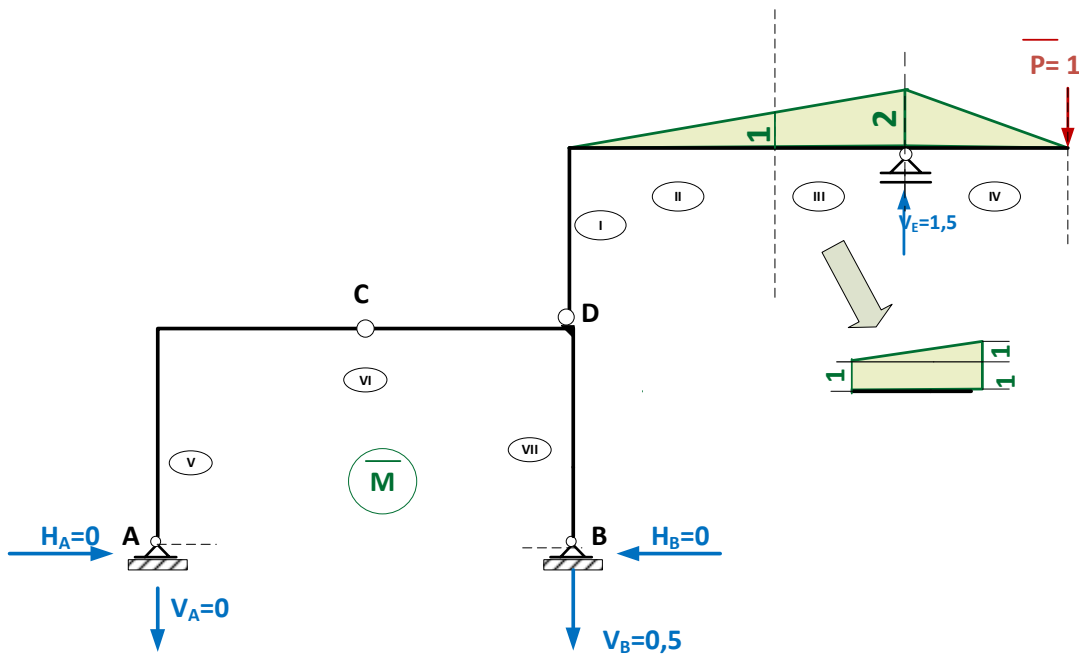 P= 1
1
2
II
III
IV
I
V_E=1,5
C
D
1
1
1
VI
VII
V
M
A
B
H_A=0
H_B=0
V_A=0
V_B=0,5